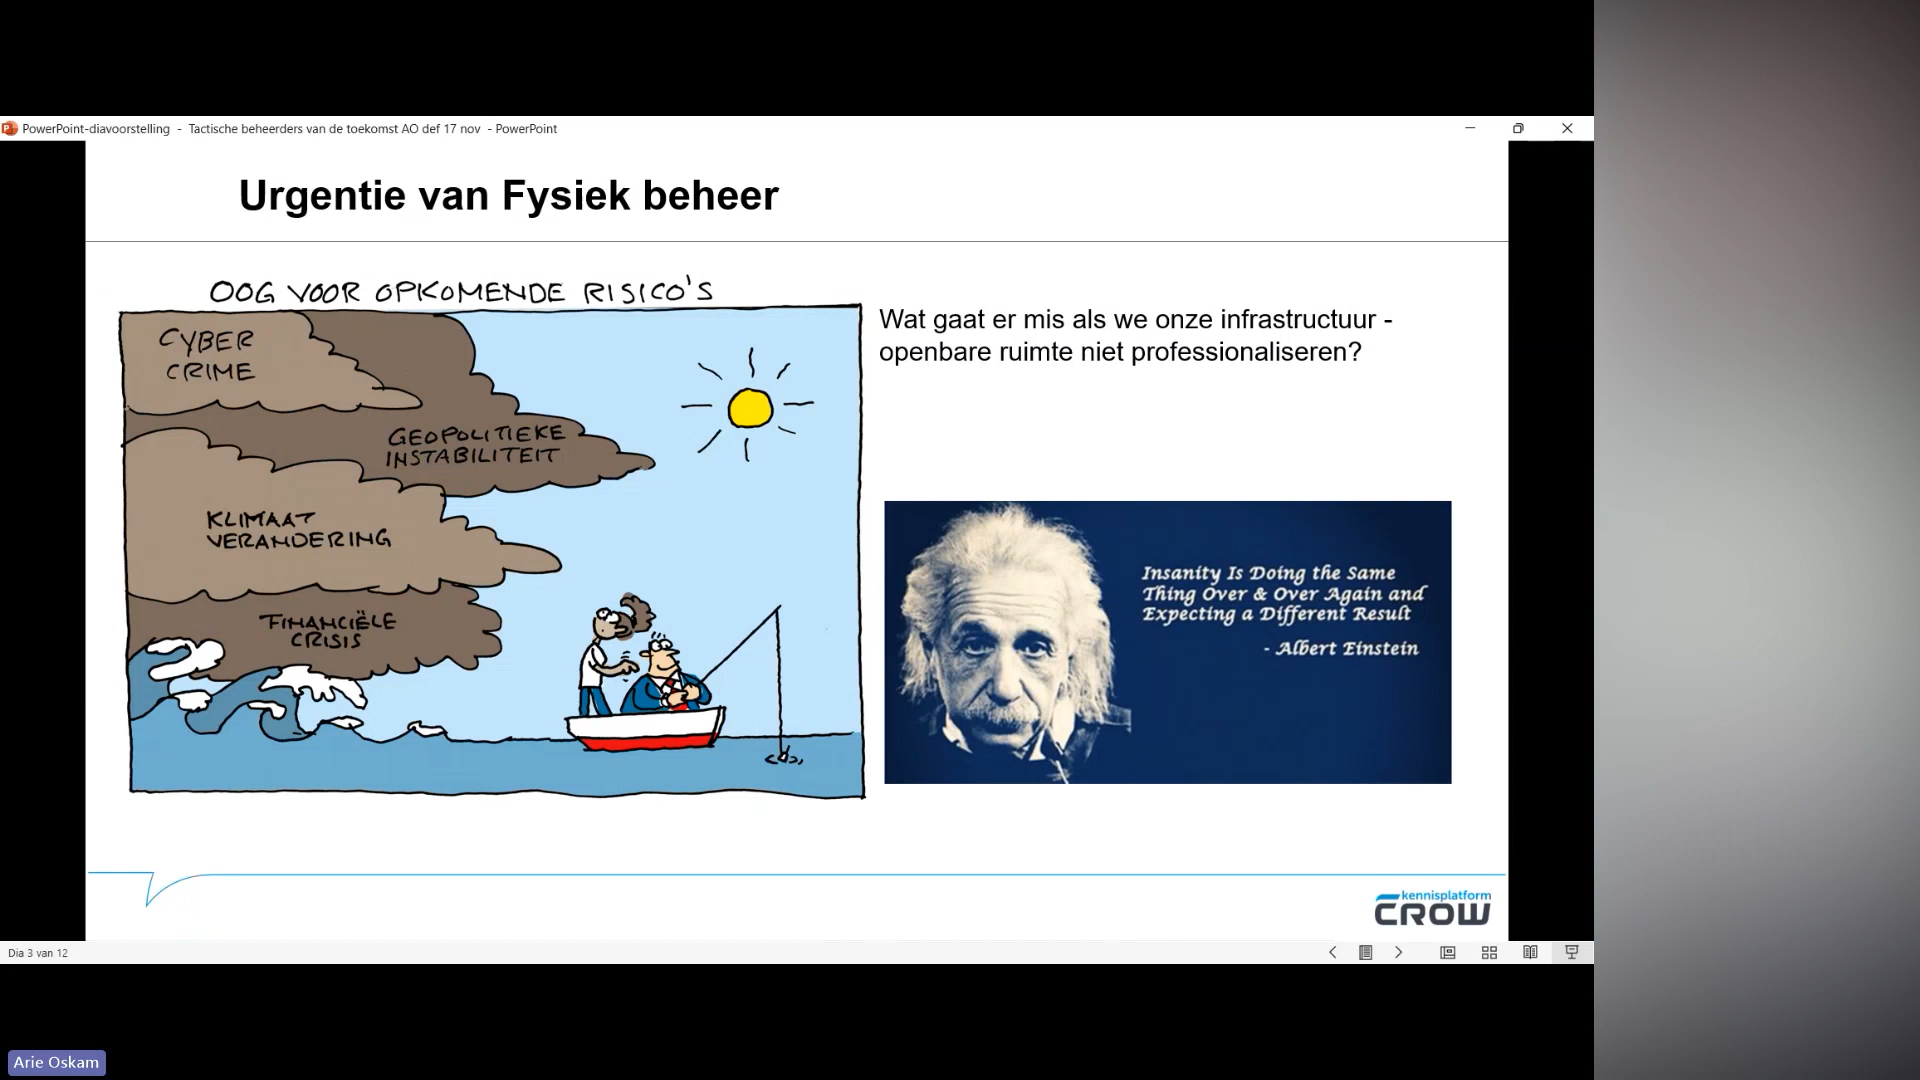 PowerPoint-diavoorstelling - Tactische beheerders van de toekomst AO def 17 nov - PowerPoint
Urgentie van Fysiek beheer
OOG VOOR OPKOMENDE RISICO'S
CYBER
CRIME
GEOPOLITIEKE
INSTABILITEIT
KLIMAAT
VERANDERING
FINANCIËLE
CRISIS
Wat gaat er mis als we onze infrastructuur -
openbare ruimte niet professionaliseren?
Insanity Is Doing the Same
Thing Over & Over Again and
Expecting a Different Result
- Albert Einstein
kennisplatform
CROW
Dia 3 van 12
Arie Oskam